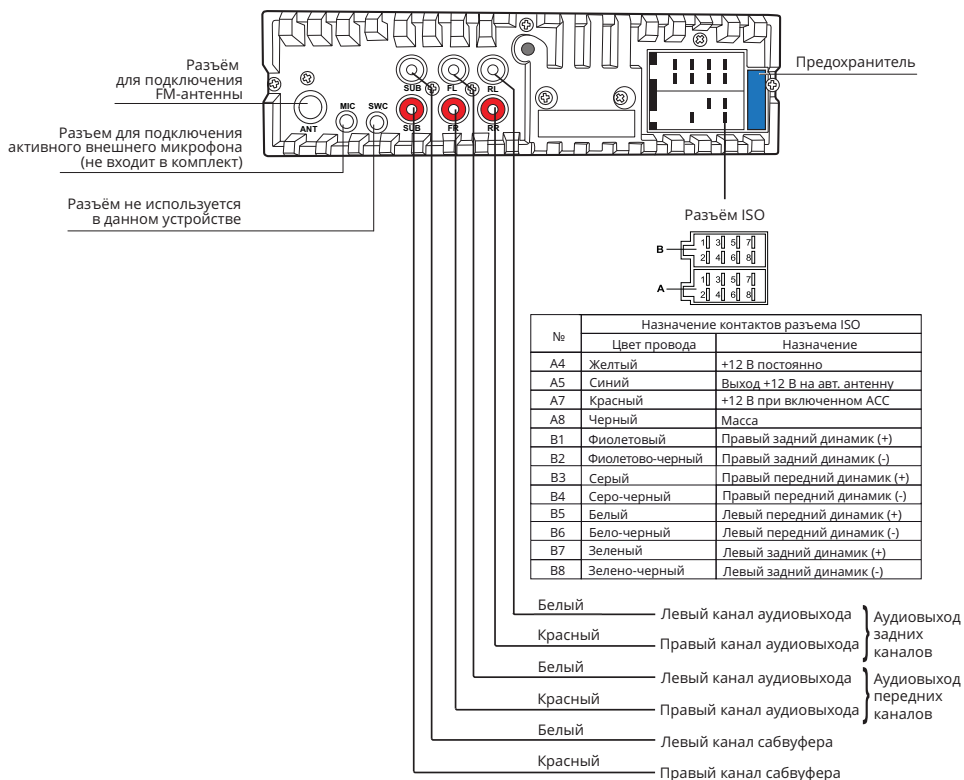 Разъём
для подключения
FM-антенны
Разъем для подключения
активного внешнего микрофона
(не входит в комплект)
Разъём не используется
в данном устройстве
ANT
MIC SWC
SUB FL RL
SUB FR RR
Предохранитель
Разъём ISO
B
1 3 5 7
2 4 6 8
A
1 3 5 7
2 4 6 8
№ Назначение контактов разъема ISO
Цвет провода Назначение
A4 Желтый +12 В постоянно
A5 Синий Выход +12 В на авт. антенну
A7 Красный +12 В при включенном АСС
A8 Черный Масса
B1 Фиолетовый Правый задний динамик (+)
B2 Фиолетово-черный Правый задний динамик (-)
B3 Серый Правый передний динамик (+)
B4 Серо-черный Правый передний динамик (-)
B5 Белый Левый передний динамик (+)
B6 Бело-черный Левый передний динамик (-)
B7 Зеленый Левый задний динамик (+)
B8 Зелено-черный Левый задний динамик (-)
Белый Левый канал аудиовыхода
Красный Правый канал аудиовыхода
Аудиовыход
задних
каналов
Белый Левый канал аудиовыхода
Красный Правый канал аудиовыхода
Аудиовыход
передних
каналов
Белый Левый канал сабвуфера
Красный Правый канал сабвуфера